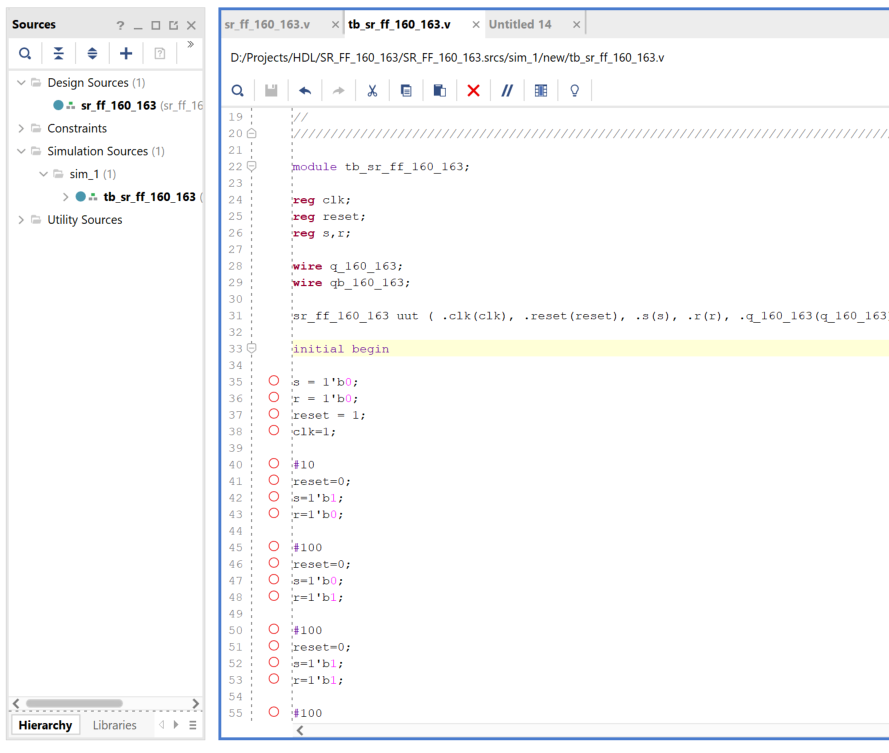 Sources ? _
sr_ff_160_163.v × tb_sr_ff_160_163.v × Untitled 14 ×
D:/Projects/HDL/SR_FF_160_163/SR_FF_160_163.srcs/sim_1/new/tb_sr_ff_160_163.v
Design Sources (1)
sr_ff_160_163 (sr_ff_16
Constraints
Simulation Sources (1)
sim_1 (1)
tb_sr_ff_160_163 (
Utility Sources
Hierarchy Libraries
19 //
20 ////////////////////////////////////////////////////////////////////////////////
21
22 module tb_sr_ff_160_163;
23
24 reg clk;
25 reg reset;
26 reg s,r;
27
28 wire q_160_163;
29 wire qb_160_163;
30
31 sr_ff_160_163 uut ( .clk(clk), .reset(reset), .s(s), .r(r), .q_160_163(q_160_163)
32
33 initial begin
34
35 s = 1'b0;
36 r = 1'b0;
37 reset = 1;
38 clk=1;
39
40 #10
41 reset=0;
42 s=1'b1;
43 r=1'b0;
44
45 #100
46 reset=0;
47 s=1'b0;
48 r=1'b1;
49
50 #100
51 reset=0;
52 s=1'b1;
53 r=1'b1;
54
55 #100